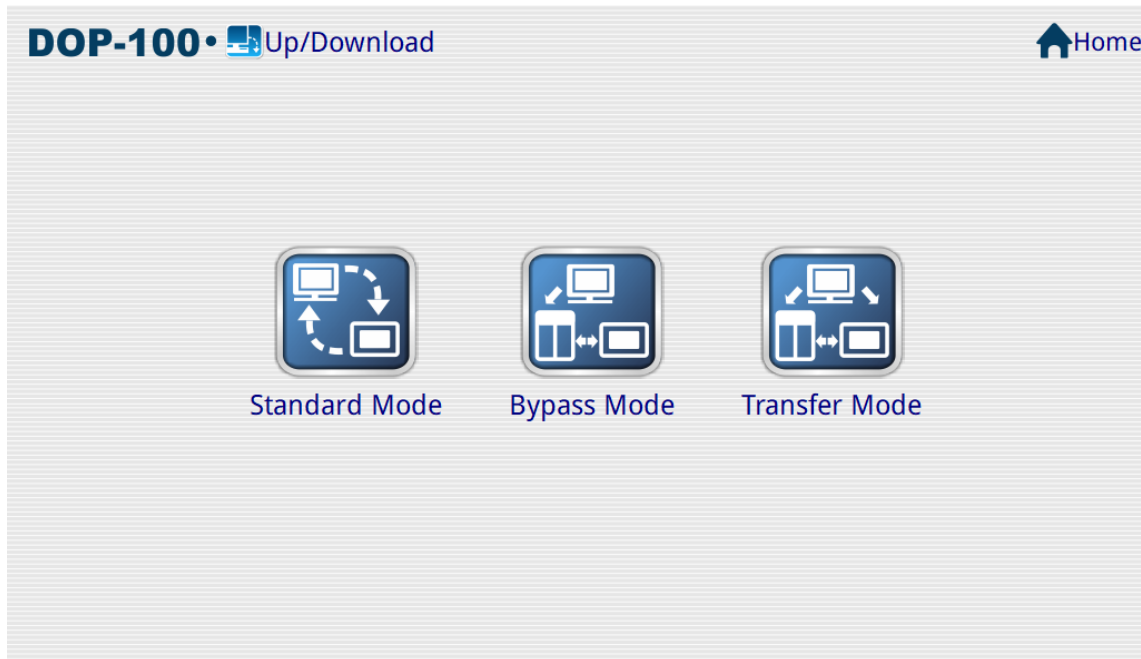 DOP-100• Up/Download
Home
Standard Mode
Bypass Mode
Transfer Mode